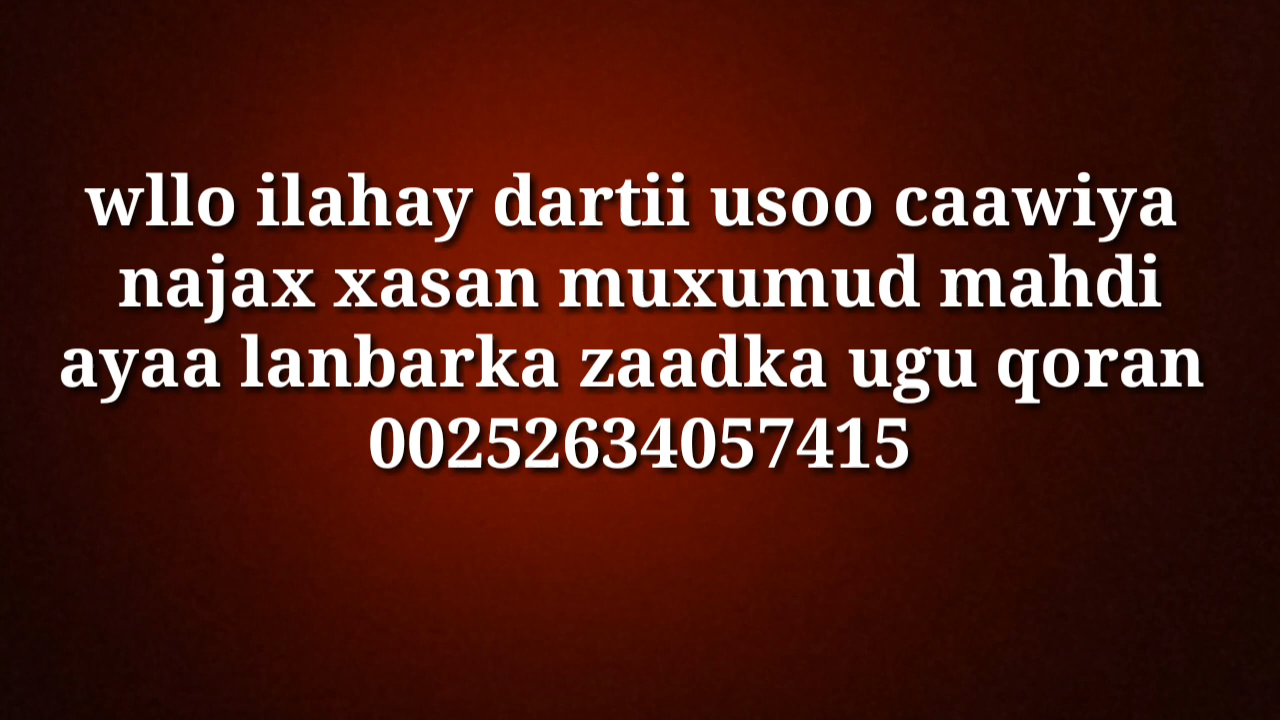 wllo ilahay dartii usoo caawiya
najax xasan muxumud mahdi
ayaa lanbarka zaadka ugu qoran
00252634057415